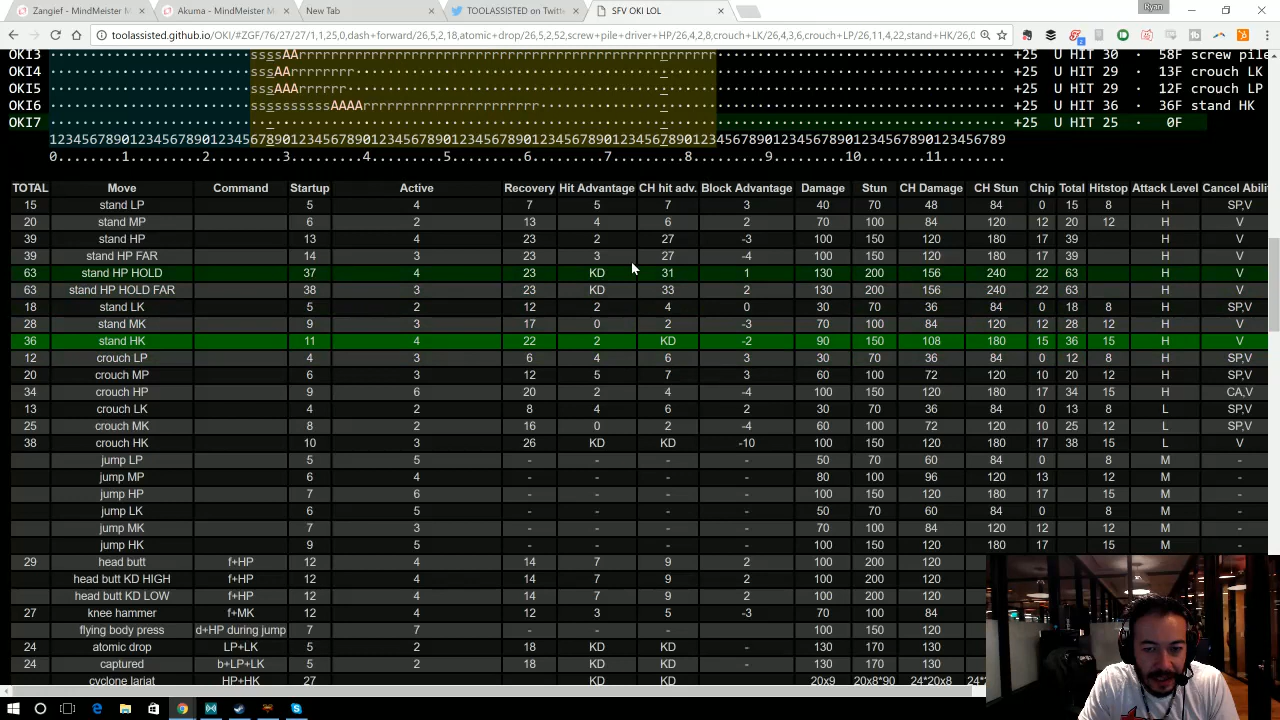 Zangief - MindMeister M
Akuma - MindMeister M
New Tab
TOOLASSISTED on Twitt
SFV OKI LOL
Ryan
toolassisted.github.io/OKI/#ZGF/76/27/27/1,1,25,0,dash forward/26,5,2,18,atomic drop/26,5,2,52,screw pile driver HP/26,4,2,8,crouch LK/26,4,3,6,crouch LP/26,11,4,22,stand HK/26,0
OKI3 +25 U HIT 30 · 58F screw pile
OKI4 +25 U HIT 29 · 13F crouch LK
OKI5 +25 U HIT 29 · 12F crouch LP
OKI6 +25 U HIT 36 · 36F stand HK
OKI7 +25 U HIT 25 · 0F
0.........1.........2.........3.........4.........5.........6.........7.........8.........9.........10........11......
TOTAL Move Command Startup Active Recovery Hit Advantage CH hit adv. Block Advantage Damage Stun CH Damage CH Stun Chip Total Hitstop Attack Level Cancel Abili
15 stand LP 5 4 7 5 7 3 40 70 48 84 0 15 8 H SP,V
20 stand MP 6 2 13 4 6 2 70 100 84 120 12 20 12 H V
39 stand HP 13 4 23 2 27 -3 100 150 120 180 17 39 H V
39 stand HP FAR 14 3 23 3 27 -4 100 150 120 180 17 39 H V
63 stand HP HOLD 37 4 23 KD 31 1 130 200 156 240 22 63 H V
63 stand HP HOLD FAR 38 3 23 KD 33 2 130 200 156 240 22 63 H V
18 stand LK 5 2 12 2 4 0 30 70 36 84 0 18 8 H SP,V
28 stand MK 9 3 17 0 2 -3 70 100 84 120 12 28 12 H V
36 stand HK 11 4 22 2 KD -2 90 150 108 180 15 36 15 H V
12 crouch LP 4 3 6 4 6 3 30 70 36 84 0 12 8 H SP,V
20 crouch MP 6 3 12 5 7 3 60 100 72 120 10 20 12 H SP,V
34 crouch HP 9 6 20 2 4 -4 100 150 120 180 17 34 15 H CA,V
13 crouch LK 4 2 8 4 6 2 30 70 36 84 0 13 8 L SP,V
25 crouch MK 8 2 16 0 2 -4 60 100 72 120 10 25 12 L SP,V
38 crouch HK 10 3 26 KD KD -10 100 150 120 180 17 38 15 L V
jump LP 5 5 - - - - 50 70 60 84 0 8 M -
jump MP 6 4 - - - - 80 100 96 120 13 12 M -
jump HP 7 6 - - - - 100 150 120 180 17 15 M -
jump LK 6 5 - - - - 50 70 60 84 0 8 M -
jump MK 7 3 - - - - 70 100 84 120 12 12 M -
jump HK 9 5 - - - - 100 150 120 180 17 15 M -
29 head butt f+HP 12 4 14 7 9 2 100 200 120
head butt KD HIGH f+HP 12 4 14 7 9 2 100 200 120
head butt KD LOW f+HP 12 4 14 7 9 2 100 200 120
27 knee hammer f+MK 12 4 12 3 5 -3 70 100 84
flying body press d+HP during jump 7 7 - - - - 100 150 120
24 atomic drop LP+LK 5 2 18 KD KD - 130 170 130
24 captured b+LP+LK 5 2 18 KD KD - 130 170 130
cyclone lariat HP+HK 27 KD KD 20x9 20x8*90 24*20x8